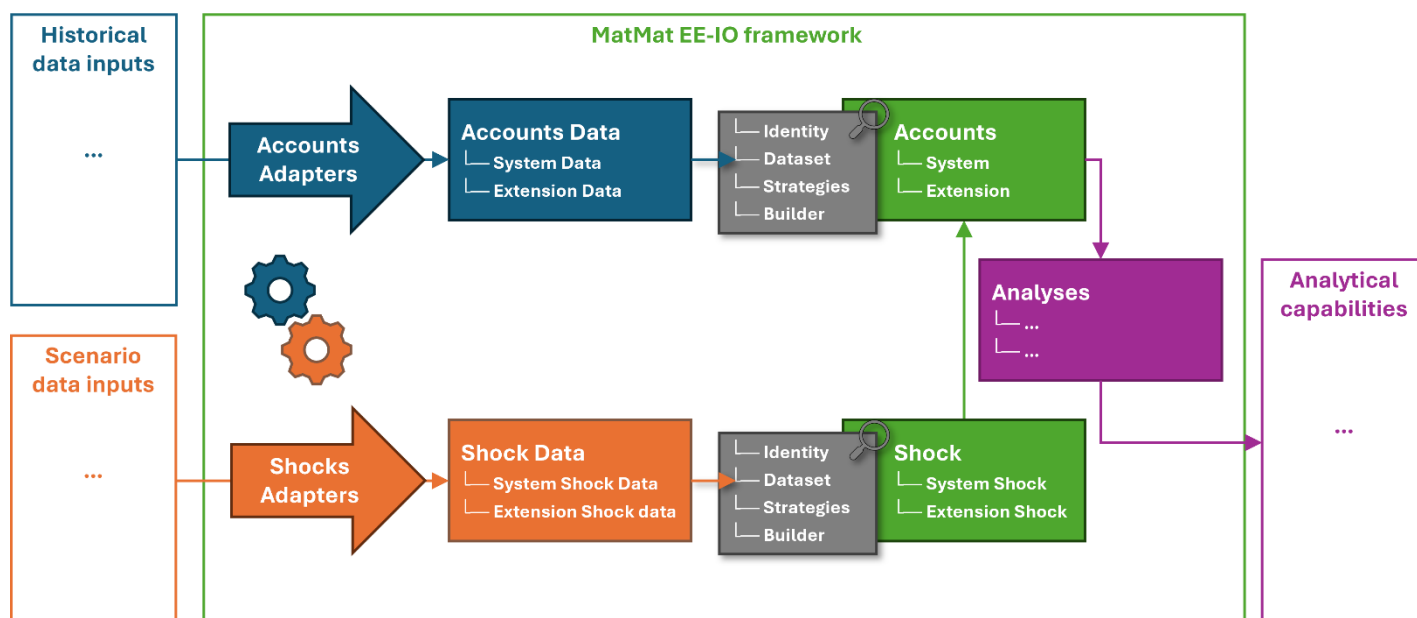 Historical
data inputs
...
MatMat EE-IO framework
Accounts
Adapters
Accounts Data
System Data
Extension Data
Identity
Dataset
Strategies
Builder
Accounts
System
Extension
Analyses
...
...
Analytical
capabilities
...
Scenario
data inputs
...
Shocks
Adapters
Shock Data
System Shock Data
Extension Shock data
Identity
Dataset
Strategies
Builder
Shock
System Shock
Extension Shock